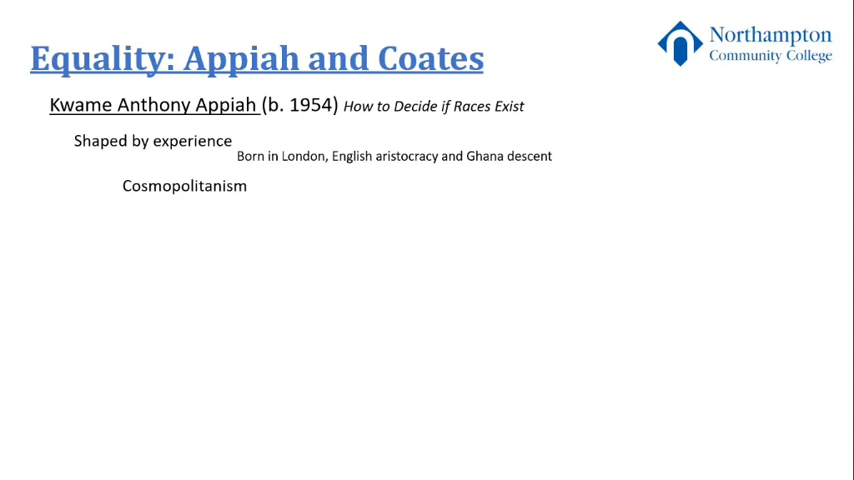 Equality: Appiah and Coates
Northampton
Community College
Kwame Anthony Appiah (b. 1954) How to Decide if Races Exist
Shaped by experience
Born in London, English aristocracy and Ghana descent
Cosmopolitanism